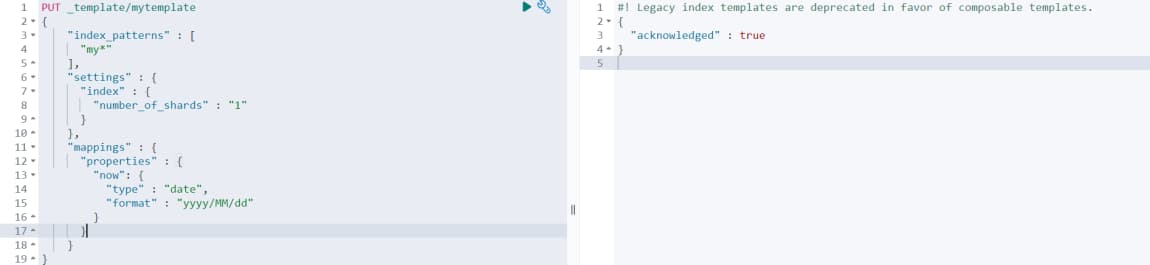 1 PUT _template/mytemplate
2 {
3 "index_patterns" : [
4 "my*"
5 ],
6 "settings" : {
7 "index" : {
8 "number_of_shards" : "1"
9 }
10 },
11 "mappings" : {
12 "properties" : {
13 "now": {
14 "type" : "date",
15 "format" : "yyyy/MM/dd"
16 }
17 }
18 }
19 }
1 #! Legacy index templates are deprecated in favor of composable templates.
2 {
3 "acknowledged" : true
4 }
5